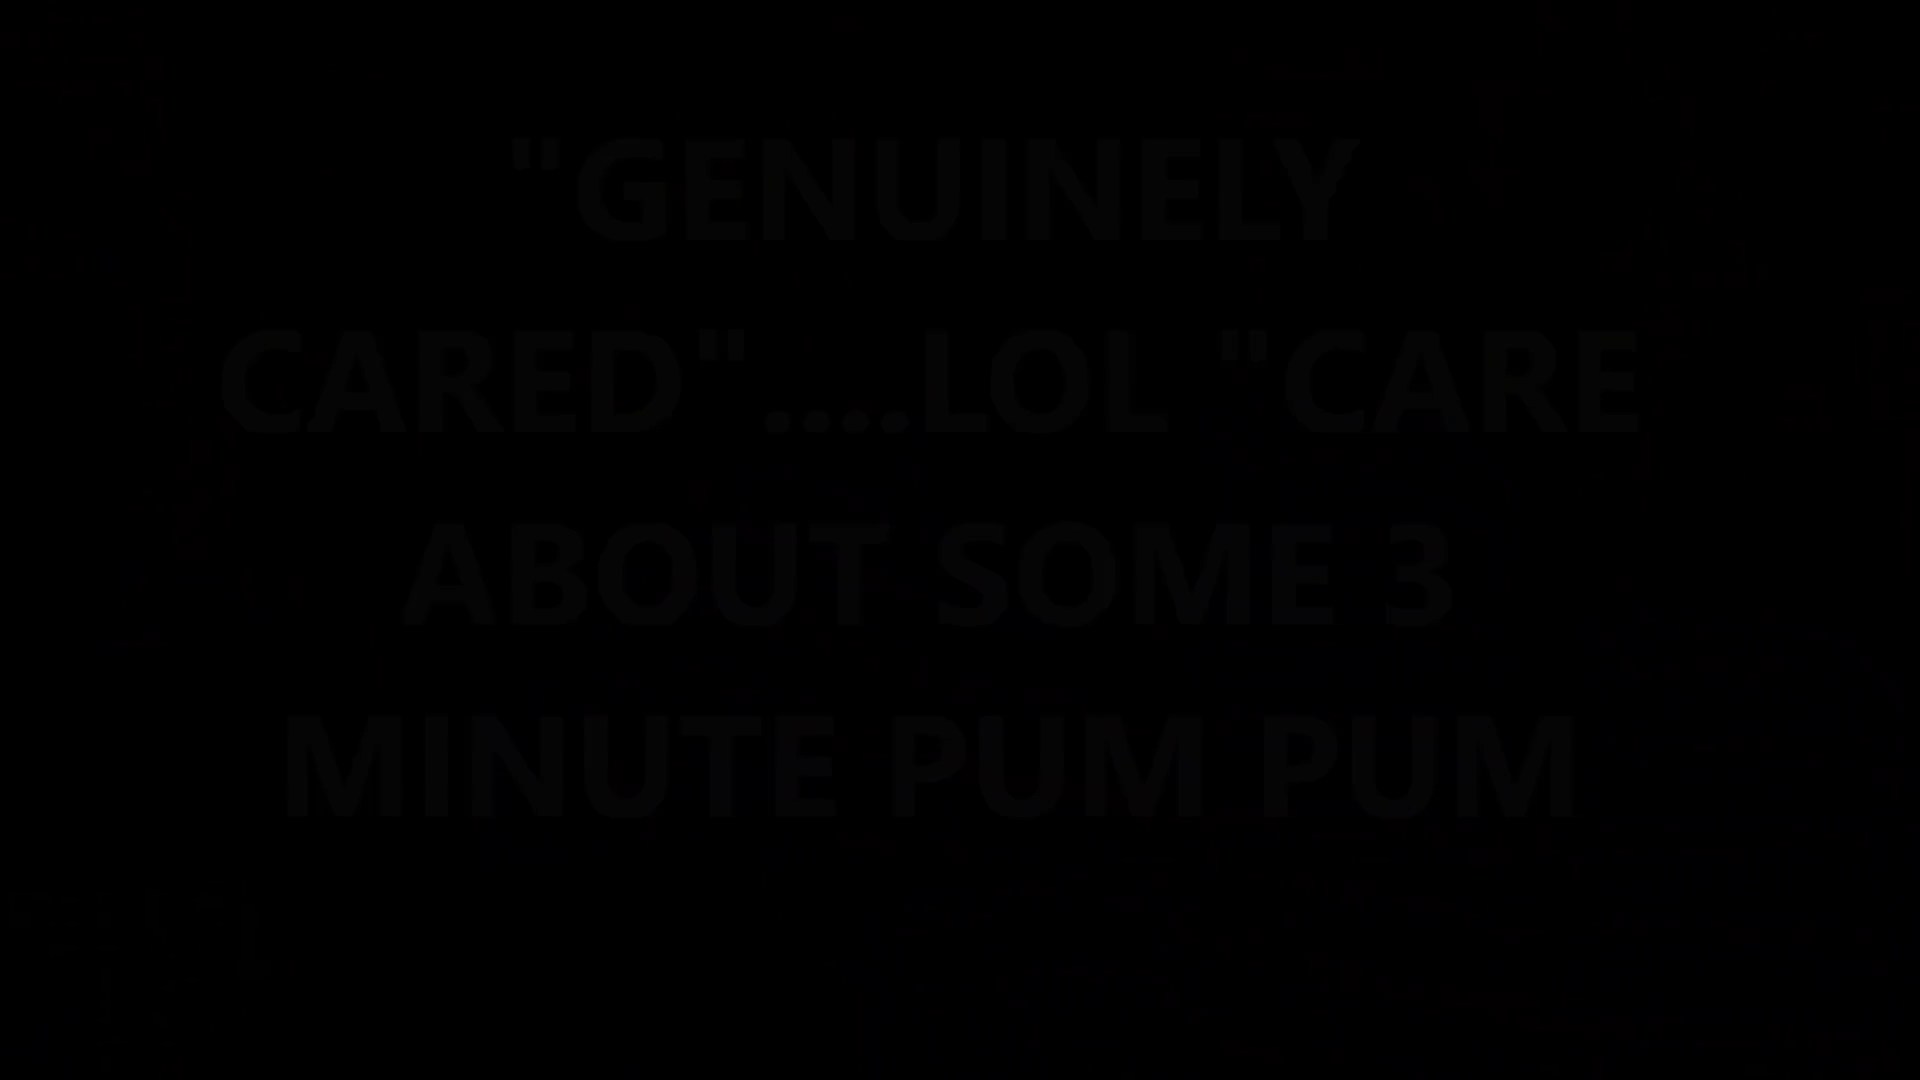 "GENUINELY
CARED" ....LOL "CARE
ABOUT SOME 3
MINUTE PUM PUM